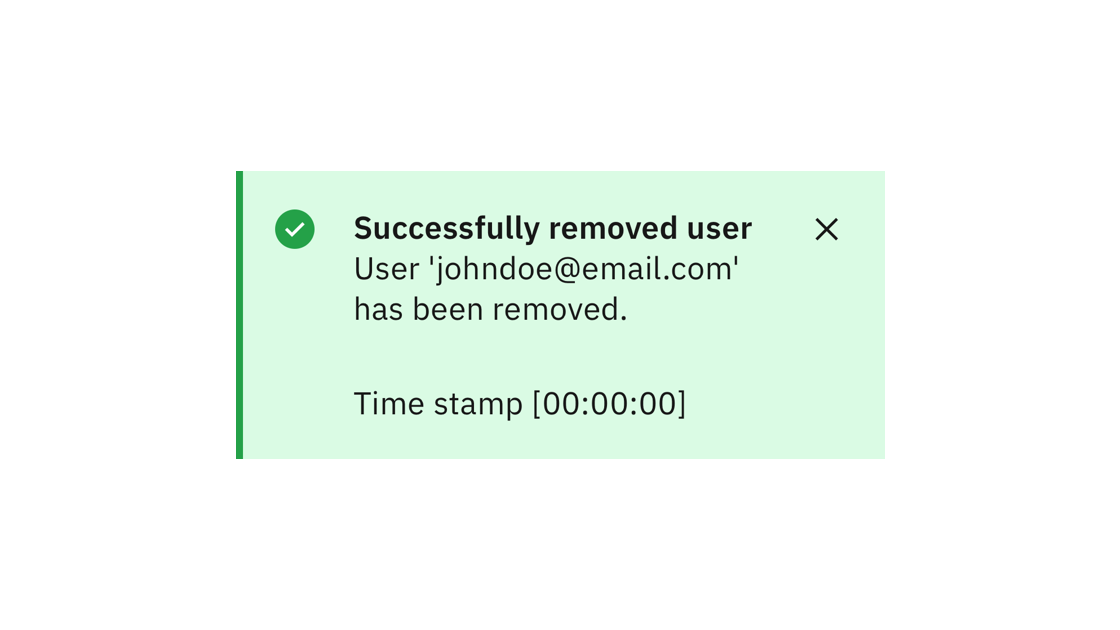 Successfully removed user
User 'johndoe@email.com'
has been removed.
Time stamp [00:00:00]